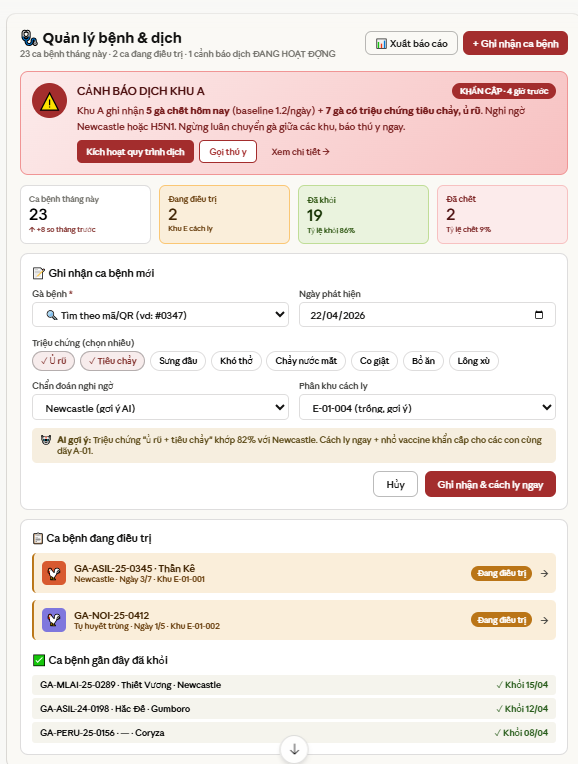 Quản lý bệnh & dịch
23 ca bệnh tháng này · 2 ca đang điều trị · 1 cảnh báo dịch ĐANG HOẠT ĐỘNG
Xuất báo cáo
+ Ghi nhận ca bệnh
CẢNH BÁO DỊCH KHU A
KHẨN CẤP · 4 giờ trước
Khu A ghi nhận 5 gà chết hôm nay (baseline 1.2/ngày) + 7 gà có triệu chứng tiêu chảy, ủ rũ. Nghi ngờ
Newcastle hoặc H5N1. Ngừng luân chuyển gà giữa các khu, báo thú y ngay.
Kích hoạt quy trình dịch
Gọi thú y
Xem chi tiết →
Ca bệnh tháng này
23
↑ +8 so tháng trước
Đang điều trị
2
Khu E cách ly
Đã khỏi
19
Tỷ lệ khỏi 86%
Đã chết
2
Tỷ lệ chết 9%
Ghi nhận ca bệnh mới
Gà bệnh *
Ngày phát hiện
Tìm theo mã/QR (vd: #0347)
22/04/2026
Triệu chứng (chọn nhiều)
✓ Ủ rũ
✓ Tiêu chảy
Sưng đầu
Khó thở
Chảy nước mắt
Co giật
Bỏ ăn
Lông xù
Chẩn đoán nghi ngờ
Phân khu cách ly
Newcastle (gợi ý AI)
E-01-004 (trống, gợi ý)
AI gợi ý: Triệu chứng "ủ rũ + tiêu chảy" khớp 82% với Newcastle. Cách ly ngay + nhỏ vaccine khẩn cấp cho các con cùng
dãy A-01.
Hủy
Ghi nhận & cách ly ngay
Ca bệnh đang điều trị
GA-ASIL-25-0345 · Thần Kê
Newcastle · Ngày 3/7 · Khu E-01-001
Đang điều trị
→
GA-NOI-25-0412
Tụ huyết trùng · Ngày 1/5 · Khu E-01-002
Đang điều trị
→
Ca bệnh gần đây đã khỏi
GA-MLAI-25-0289 · Thiết Vương · Newcastle
✓ Khỏi 15/04
GA-ASIL-24-0198 · Hắc Đế · Gumboro
✓ Khỏi 12/04
GA-PERU-25-0156 · — · Coryza
✓ Khỏi 08/04